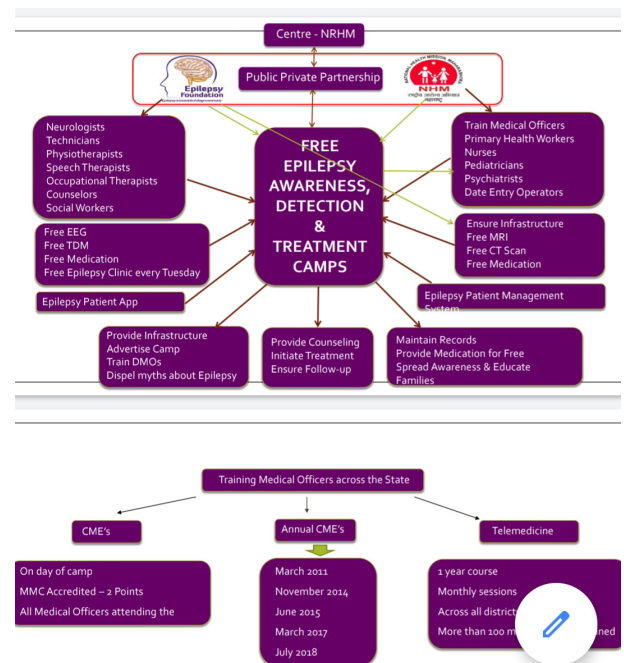 Centre - NRHM
Epilepsy
Foundation
Public Private Partnership
NHM
राष्ट्रीय आरोग्य अभियान
महाराष्ट्र
Neurologists
Technicians
Physiotherapists
Speech Therapists
Occupational Therapists
Counselors
Social Workers
FREE
EPILEPSY
AWARENESS,
DETECTION
&
TREATMENT
CAMPS
Train Medical Officers
Primary Health Workers
Nurses
Pediatricians
Psychiatrists
Date Entry Operators
Free EEG
Free TDM
Free Medication
Free Epilepsy Clinic every Tuesday
Ensure Infrastructure
Free MRI
Free CT Scan
Free Medication
Epilepsy Patient App
Epilepsy Patient Management
System
Provide Infrastructure
Advertise Camp
Train DMOs
Dispel myths about Epilepsy
Provide Counseling
Initiate Treatment
Ensure Follow-up
Maintain Records
Provide Medication for Free
Spread Awareness & Educate
Families
Training Medical Officers across the State
CME's
Annual CME's
Telemedicine
On day of camp
MMC Accredited – 2 Points
All Medical Officers attending the
March 2011
November 2014
June 2015
March 2017
July 2018
1 year course
Monthly sessions
Across all district
More than 100 m